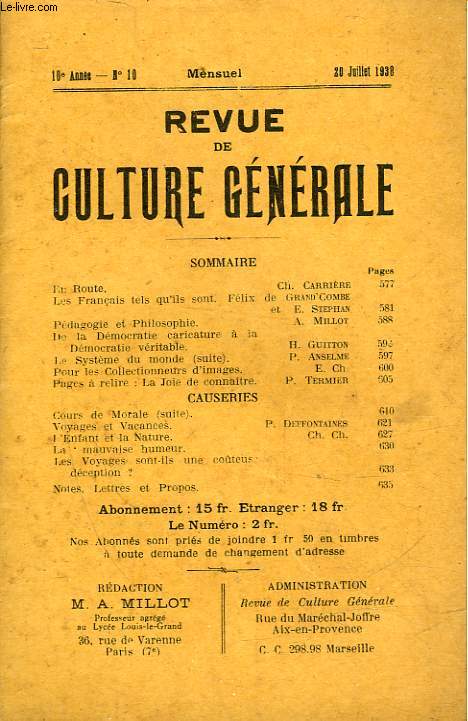 Le-livre.com
10e Année — No 10 Mensuel 20 Juillet 1938
REVUE
DE
CULTURE GÉNÉRALE
SOMMAIRE
Pages
En Route. Ch. CARRIÈRE 577
Les Français tels qu'ils sont. Félix de GRAND'COMBE
et E. STEPHAN 581
Pédagogie et Philosophie. A. MILLOT 588
De la Démocratie caricature à la
Démocratie véritable. H. GUITTON
Le Système du monde (suite). P. ANSELME 597
Pour les Collectionneurs d'images. E. Ch. 600
Pages à relire : La Joie de connaître. P. TERMIER 605
CAUSERIES
Cours de Morale (suite). 610
Voyages et Vacances. P. DEFFONTAINES 621
L'Enfant et la Nature. Ch. Ch. 627
La mauvaise humeur. 630
Les Voyages sont-ils une coûteuse
déception ? 633
Notes, Lettres et Propos. 635
Abonnement : 15 fr. Etranger : 18 fr.
Le Numéro : 2 fr.
Nos Abonnés sont priés de joindre 1 fr 50 en timbres
à toute demande de changement d'adresse
RÉDACTION
M. A. MILLOT
Professeur agrégé
au Lycée Louis-le-Grand
36, rue de Varenne
Paris (7e)
ADMINISTRATION
Revue de Culture Générale
Rue du Maréchal-Joffre
Aix-en-Provence
C. C. 298.98 Marseille